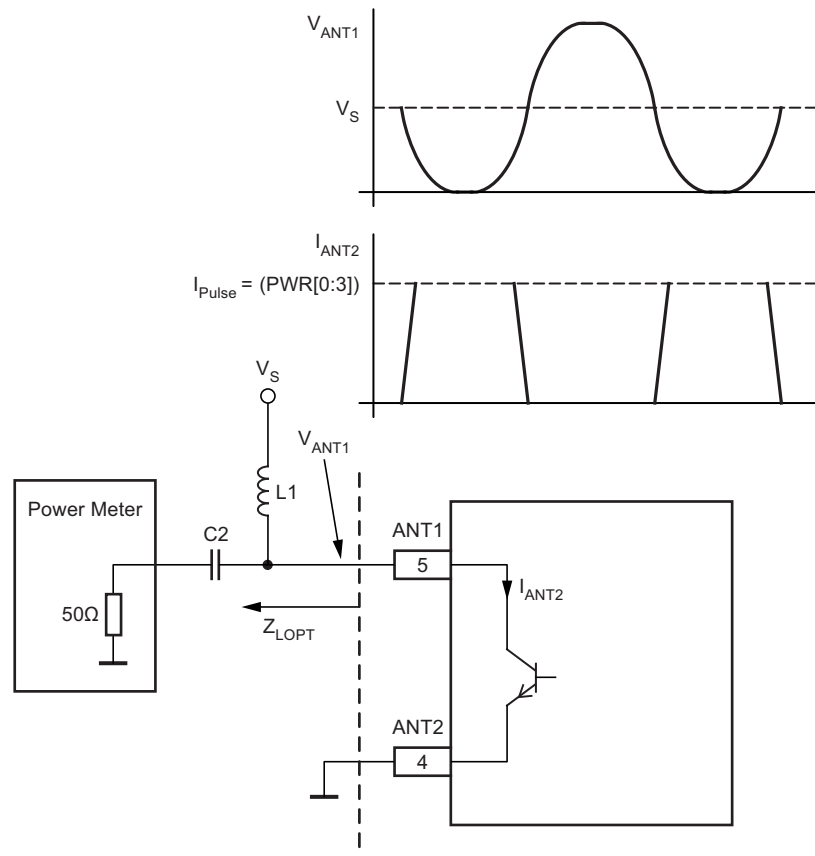 V_ANT1
V_S
I_ANT2
I_Pulse = (PWR[0:3])
V_S
V_ANT1
L1
Power Meter
C2
ANT1
5
I_ANT2
50Ω
Z_LOPT
ANT2
4